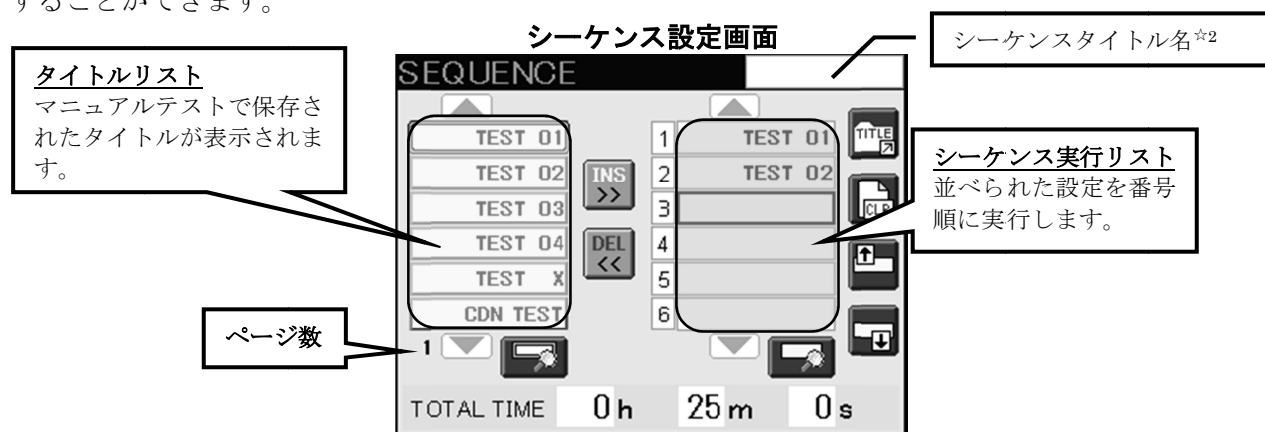 することができます。
シーケンス設定画面
シーケンスタイトル名☆2
タイトルリスト
マニュアルテストで保存さ
れたタイトルが表示されま
す。
SEQUENCE
TEST 01
TEST 02
TEST 03
TEST 04
TEST X
CDN TEST
INS
>>
DEL
<<
1 TEST 01
2 TEST 02
3
4
5
6
TITLE
CLR
シーケンス実行リスト
並べられた設定を番号
順に実行します。
ページ数
1
TOTAL TIME 0 h 25 m 0 s